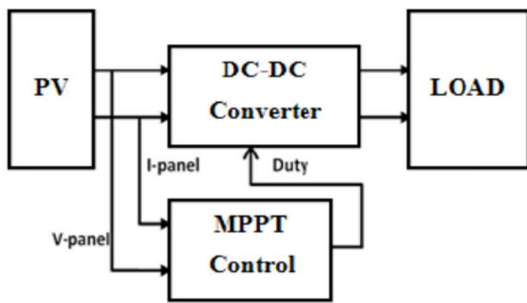 PV
DC-DC
Converter
LOAD
I-panel
Duty
V-panel
MPPT
Control